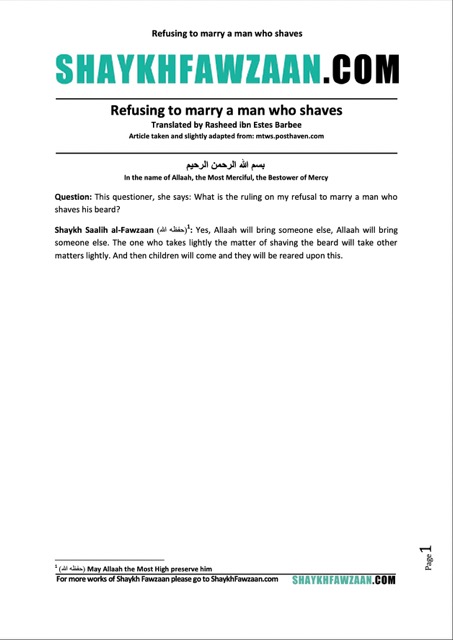 Refusing to marry a man who shaves
SHAYKHFAWZAAN.COM
Refusing to marry a man who shaves
Translated by Rasheed ibn Estes Barbee
Article taken and slightly adapted from: mtws.posthaven.com
بسم الله الرحمن الرحيم
In the name of Allaah, the Most Merciful, the Bestower of Mercy
Question: This questioner, she says: What is the ruling on my refusal to marry a man who
shaves his beard?
Shaykh Saalih al-Fawzaan (حفظه الله)¹: Yes, Allaah will bring someone else, Allaah will bring
someone else. The one who takes lightly the matter of shaving the beard will take other
matters lightly. And then children will come and they will be reared upon this.
¹ (حفظه الله) May Allaah the Most High preserve him
For more works of Shaykh Fawzaan please go to ShaykhFawzaan.com
SHAYKHFAWZAAN.COM
Page1